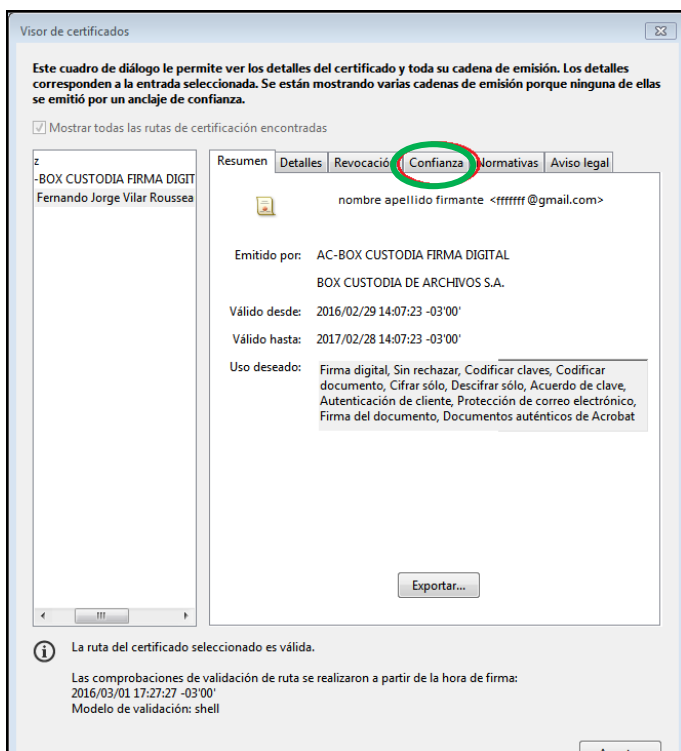 Visor de certificados
Este cuadro de diálogo le permite ver los detalles del certificado y toda su cadena de emisión. Los detalles
corresponden a la entrada seleccionada. Se están mostrando varias cadenas de emisión porque ninguna de ellas
se emitió por un anclaje de confianza.
Mostrar todas las rutas de certificación encontradas
z
-BOX CUSTODIA FIRMA DIGIT
Fernando Jorge Vilar Roussea
Resumen Detalles Revocación Confianza Normativas Aviso legal
nombre apellido firmante <fffffff@gmail.com>
Emitido por: AC-BOX CUSTODIA FIRMA DIGITAL
BOX CUSTODIA DE ARCHIVOS S.A.
Válido desde: 2016/02/29 14:07:23 -03'00'
Válido hasta: 2017/02/28 14:07:23 -03'00'
Uso deseado: Firma digital, Sin rechazar, Codificar claves, Codificar
documento, Cifrar sólo, Descifrar sólo, Acuerdo de clave,
Autenticación de cliente, Protección de correo electrónico,
Firma del documento, Documentos auténticos de Acrobat
Exportar...
La ruta del certificado seleccionado es válida.
Las comprobaciones de validación de ruta se realizaron a partir de la hora de firma:
2016/03/01 17:27:27 -03'00'
Modelo de validación: shell